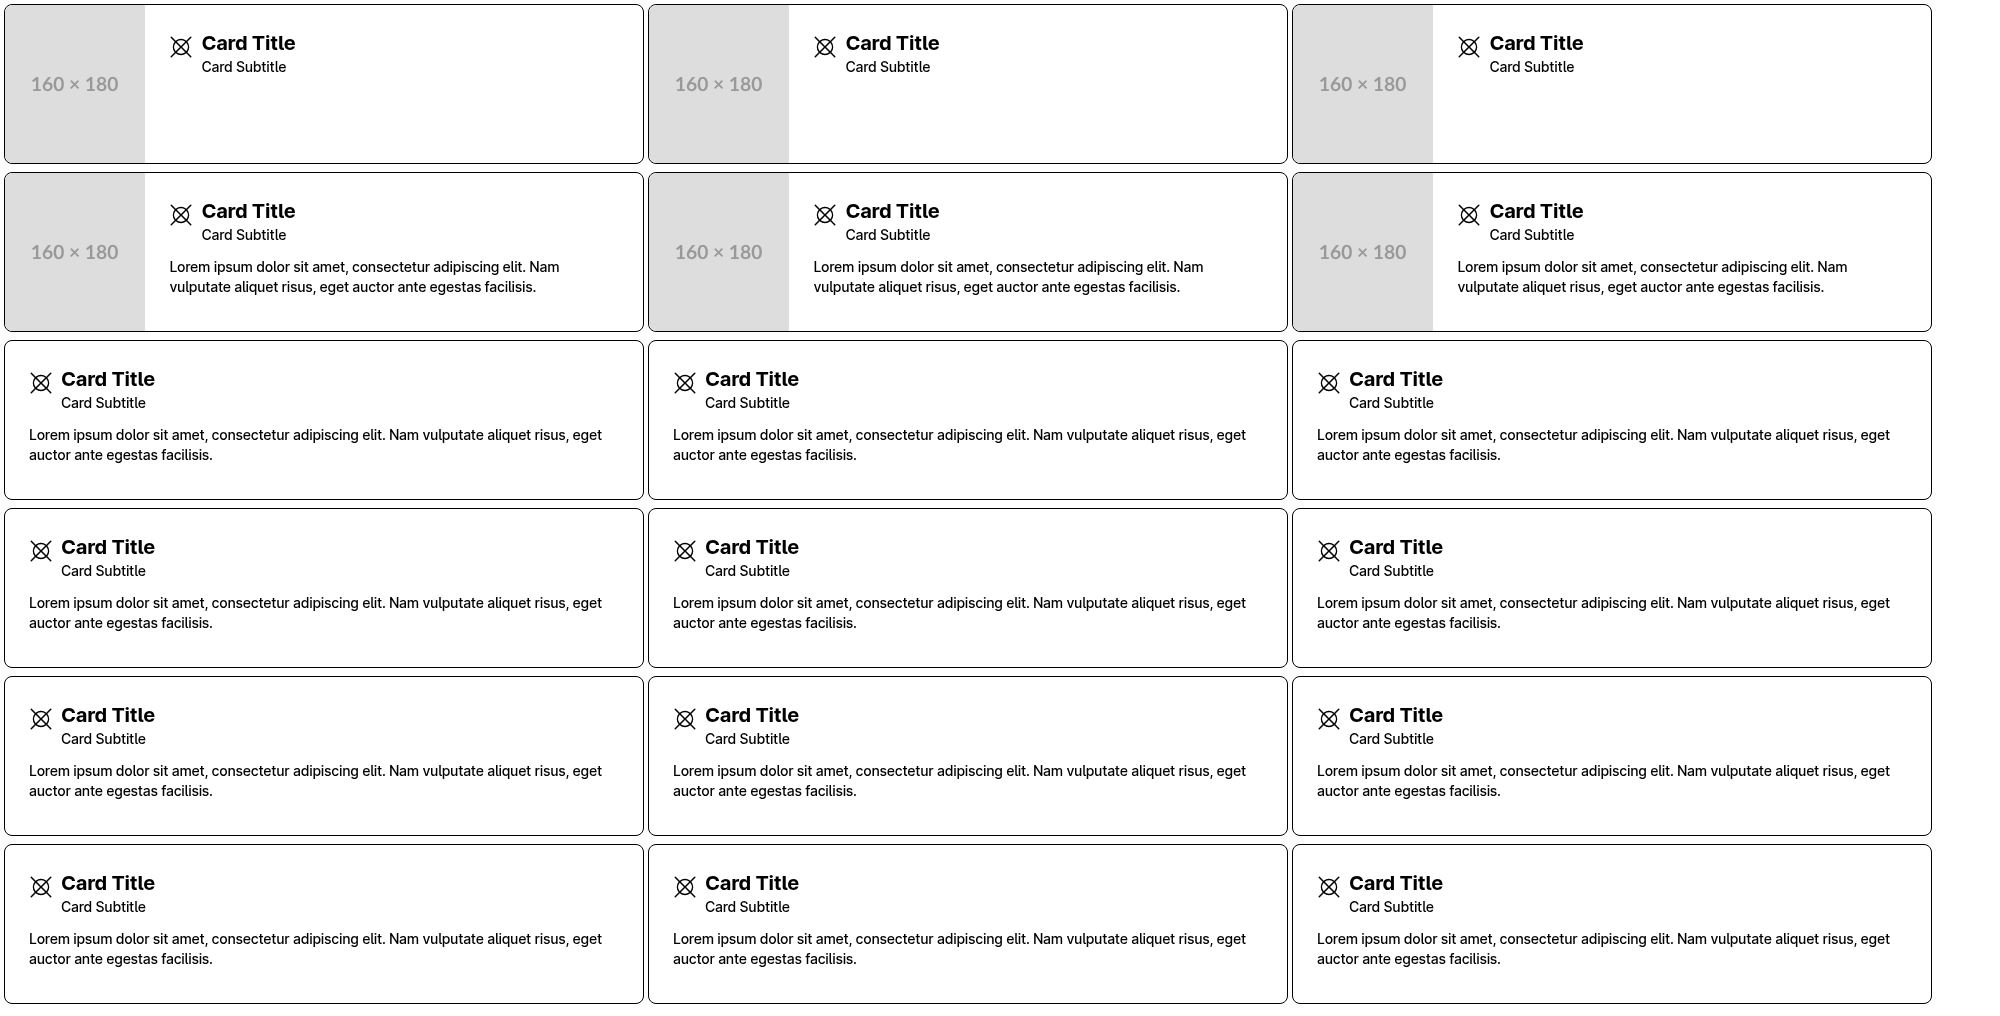 160 × 180
Card Title
Card Subtitle
160 × 180
Card Title
Card Subtitle
160 × 180
Card Title
Card Subtitle
160 × 180
Card Title
Card Subtitle
Lorem ipsum dolor sit amet, consectetur adipiscing elit. Nam
vulputate aliquet risus, eget auctor ante egestas facilisis.
160 × 180
Card Title
Card Subtitle
Lorem ipsum dolor sit amet, consectetur adipiscing elit. Nam
vulputate aliquet risus, eget auctor ante egestas facilisis.
160 × 180
Card Title
Card Subtitle
Lorem ipsum dolor sit amet, consectetur adipiscing elit. Nam
vulputate aliquet risus, eget auctor ante egestas facilisis.
Card Title
Card Subtitle
Lorem ipsum dolor sit amet, consectetur adipiscing elit. Nam vulputate aliquet risus, eget
auctor ante egestas facilisis.
Card Title
Card Subtitle
Lorem ipsum dolor sit amet, consectetur adipiscing elit. Nam vulputate aliquet risus, eget
auctor ante egestas facilisis.
Card Title
Card Subtitle
Lorem ipsum dolor sit amet, consectetur adipiscing elit. Nam vulputate aliquet risus, eget
auctor ante egestas facilisis.
Card Title
Card Subtitle
Lorem ipsum dolor sit amet, consectetur adipiscing elit. Nam vulputate aliquet risus, eget
auctor ante egestas facilisis.
Card Title
Card Subtitle
Lorem ipsum dolor sit amet, consectetur adipiscing elit. Nam vulputate aliquet risus, eget
auctor ante egestas facilisis.
Card Title
Card Subtitle
Lorem ipsum dolor sit amet, consectetur adipiscing elit. Nam vulputate aliquet risus, eget
auctor ante egestas facilisis.
Card Title
Card Subtitle
Lorem ipsum dolor sit amet, consectetur adipiscing elit. Nam vulputate aliquet risus, eget
auctor ante egestas facilisis.
Card Title
Card Subtitle
Lorem ipsum dolor sit amet, consectetur adipiscing elit. Nam vulputate aliquet risus, eget
auctor ante egestas facilisis.
Card Title
Card Subtitle
Lorem ipsum dolor sit amet, consectetur adipiscing elit. Nam vulputate aliquet risus, eget
auctor ante egestas facilisis.
Card Title
Card Subtitle
Lorem ipsum dolor sit amet, consectetur adipiscing elit. Nam vulputate aliquet risus, eget
auctor ante egestas facilisis.
Card Title
Card Subtitle
Lorem ipsum dolor sit amet, consectetur adipiscing elit. Nam vulputate aliquet risus, eget
auctor ante egestas facilisis.
Card Title
Card Subtitle
Lorem ipsum dolor sit amet, consectetur adipiscing elit. Nam vulputate aliquet risus, eget
auctor ante egestas facilisis.